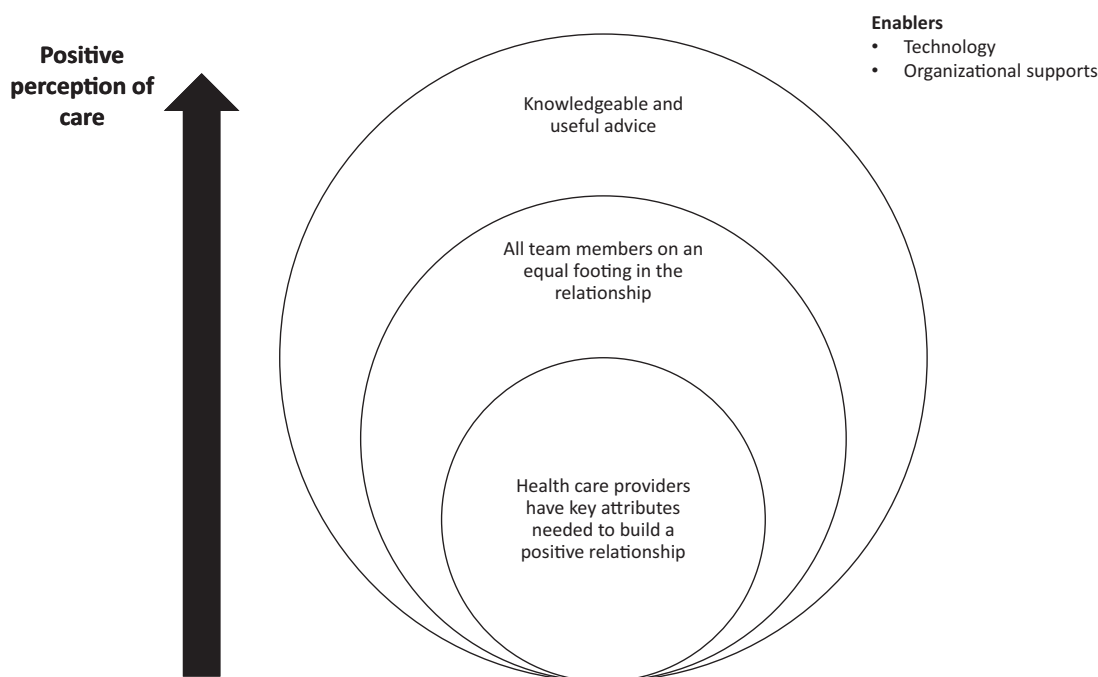 Positive
perception of
care
Enablers
• Technology
• Organizational supports
Knowledgeable and
useful advice
All team members on an
equal footing in the
relationship
Health care providers
have key attributes
needed to build a
positive relationship